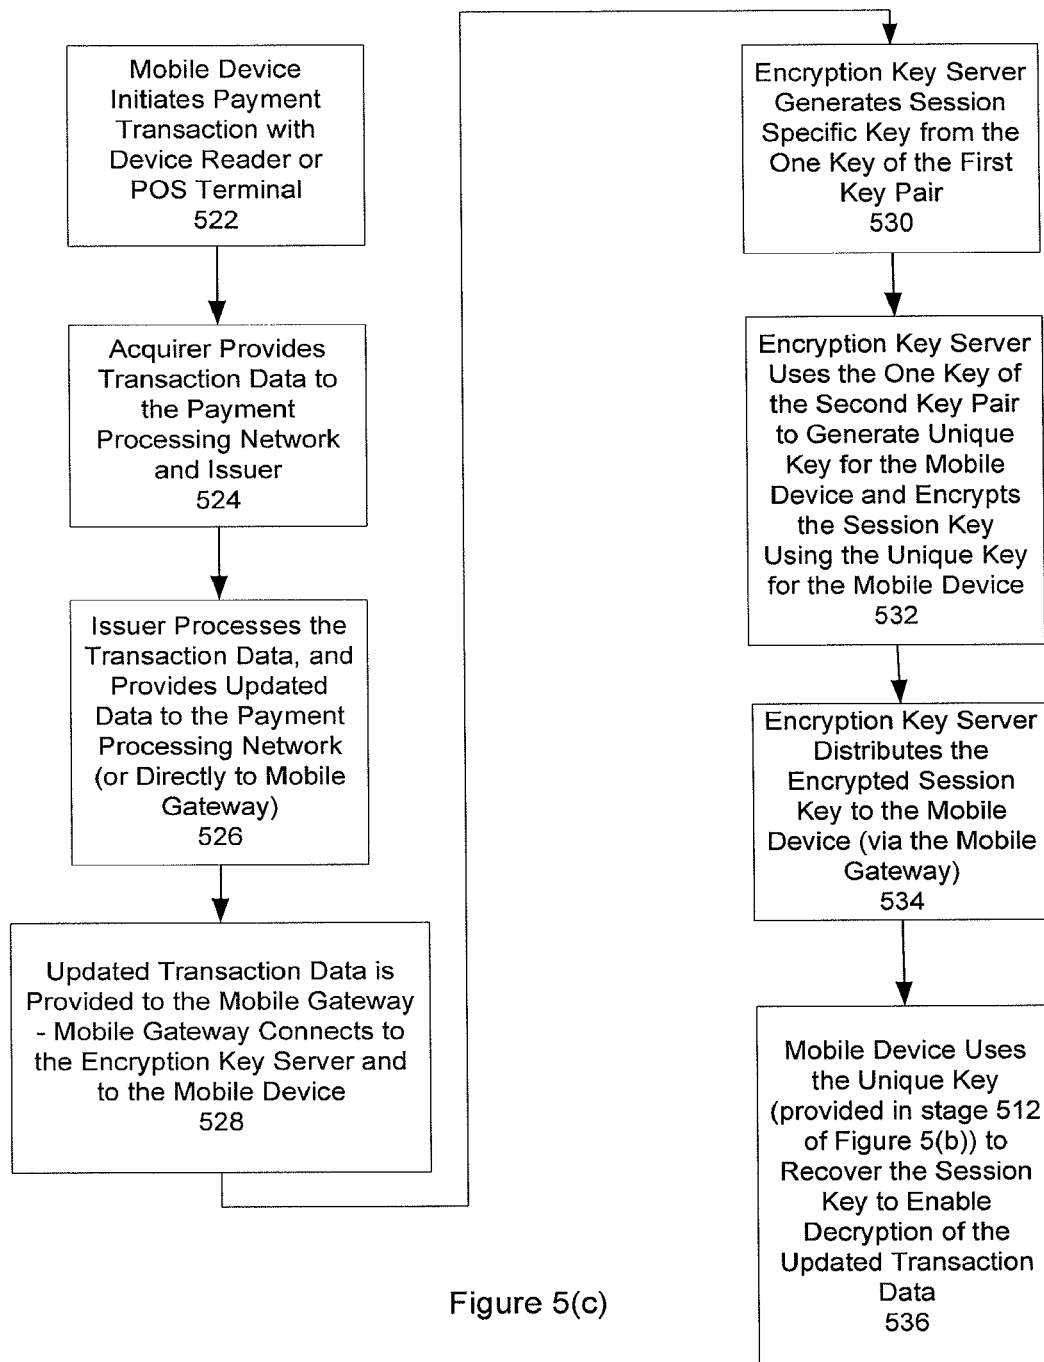 Mobile Device
Initiates Payment
Transaction with
Device Reader or
POS Terminal
522
Acquirer Provides
Transaction Data to
the Payment
Processing Network
and Issuer
524
Issuer Processes the
Transaction Data, and
Provides Updated
Data to the Payment
Processing Network
(or Directly to Mobile
Gateway)
526
Updated Transaction Data is
Provided to the Mobile Gateway
- Mobile Gateway Connects to
the Encryption Key Server and
to the Mobile Device
528
Encryption Key Server
Generates Session
Specific Key from the
One Key of the First
Key Pair
530
Encryption Key Server
Uses the One Key of
the Second Key Pair
to Generate Unique
Key for the Mobile
Device and Encrypts
the Session Key
Using the Unique Key
for the Mobile Device
532
Encryption Key Server
Distributes the
Encrypted Session
Key to the Mobile
Device (via the Mobile
Gateway)
534
Mobile Device Uses
the Unique Key
(provided in stage 512
of Figure 5(b)) to
Recover the Session
Key to Enable
Decryption of the
Updated Transaction
Data
536
Figure 5(c)